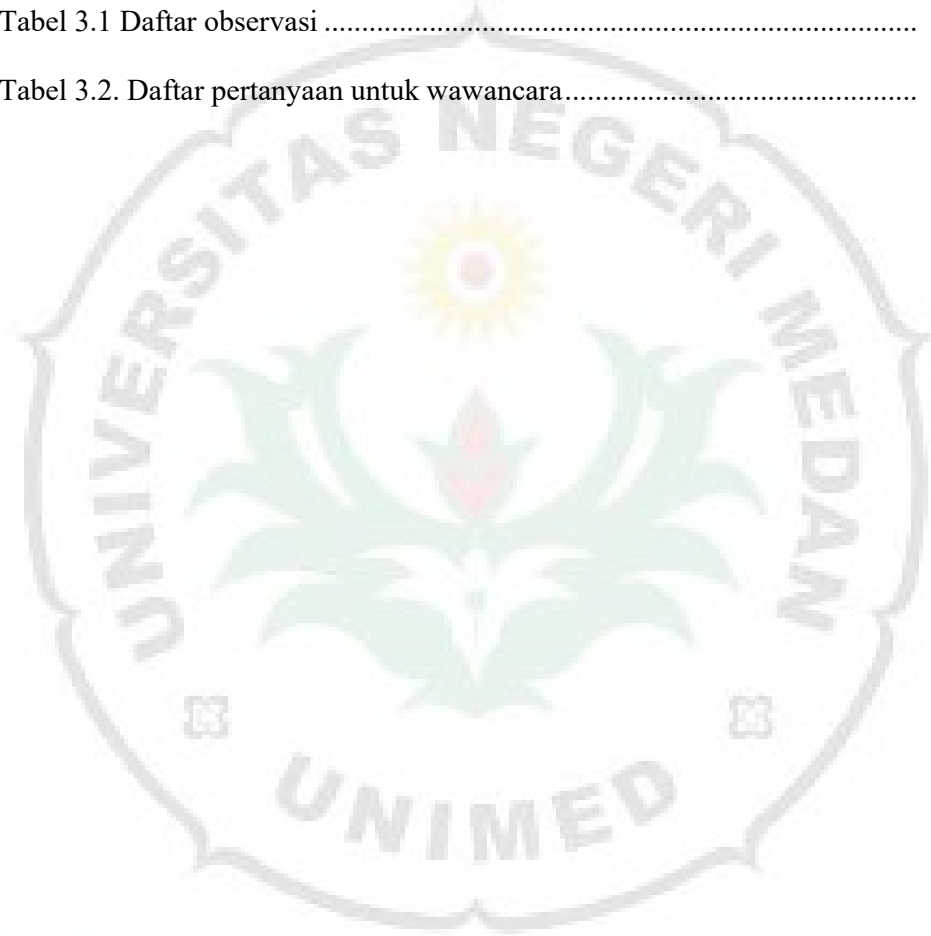 Tabel 3.1 Daftar observasi ................................................................................
Tabel 3.2. Daftar pertanyaan untuk wawancara...............................................
UNIVERSITAS NEGERI MEDAN
UNIMED